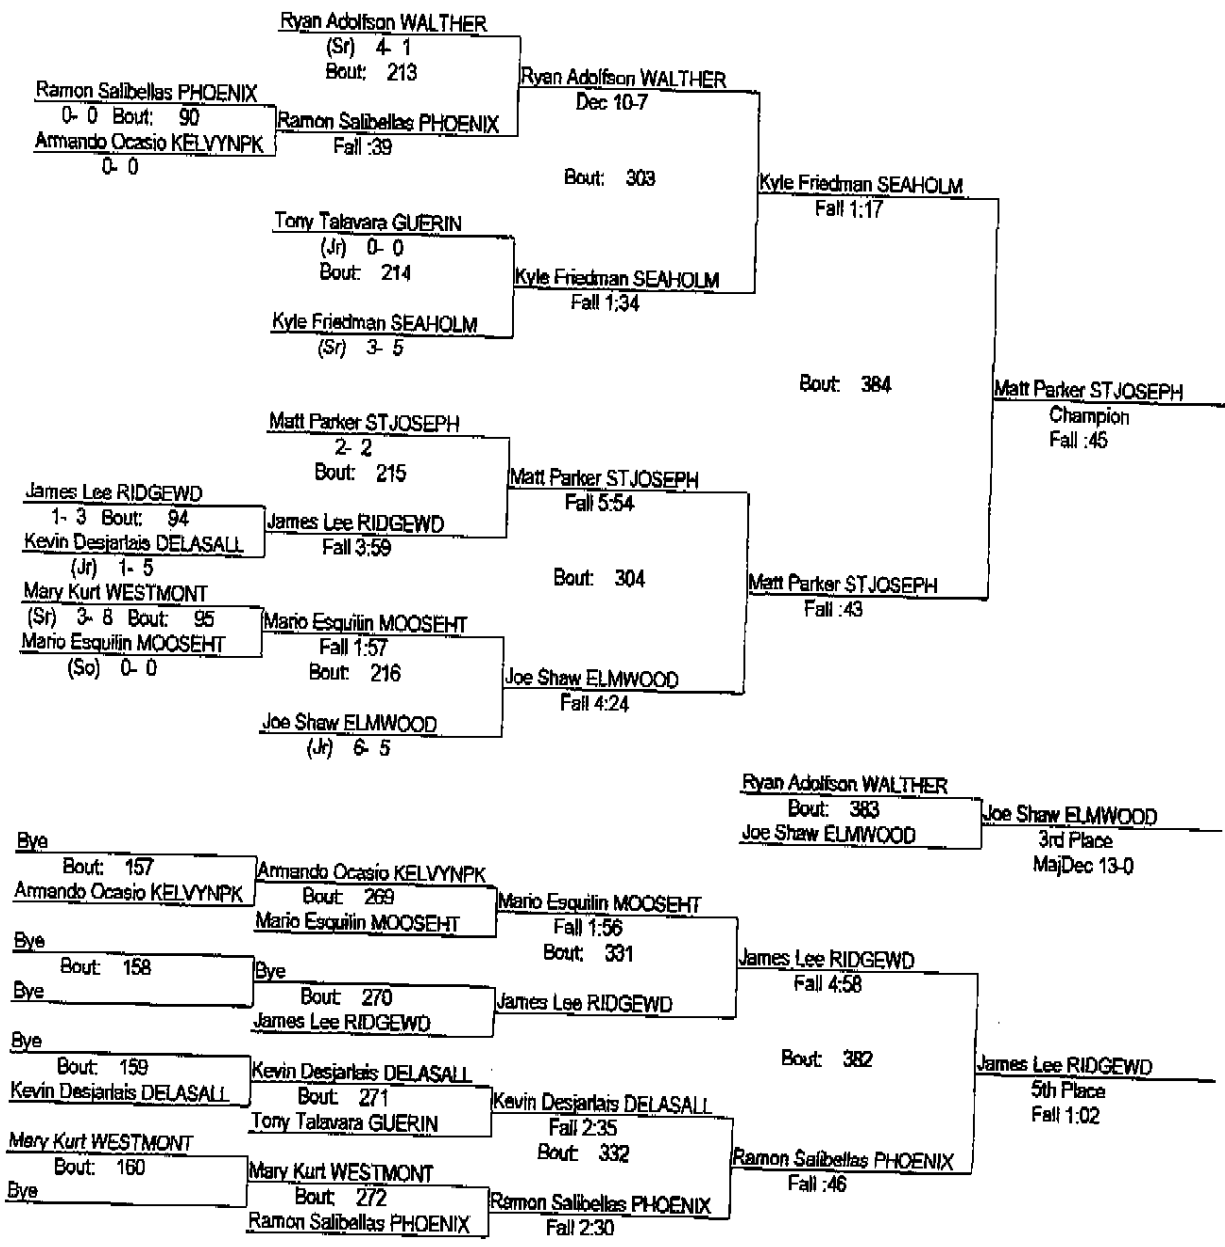 Ryan Adolfson WALTHER
(Sr) 4- 1
Bout: 213
Ramon Salibellas PHOENIX
0- 0 Bout: 90
Armando Ocasio KELVYNPK
0- 0
Ramon Salibellas PHOENIX
Fall :39
Ryan Adolfson WALTHER
Dec 10-7
Bout: 303
Tony Talavara GUERIN
(Jr) 0- 0
Bout: 214
Kyle Friedman SEAHOLM
(Sr) 3- 5
Kyle Friedman SEAHOLM
Fall 1:34
Kyle Friedman SEAHOLM
Fall 1:17
Bout: 384
Matt Parker STJOSEPH
Champion
Fall :45
Matt Parker STJOSEPH
2- 2
Bout: 215
James Lee RIDGEWD
1- 3 Bout: 94
Kevin Desjarlais DELASALL
(Jr) 1- 5
James Lee RIDGEWD
Fall 3:59
Matt Parker STJOSEPH
Fall 5:54
Bout: 304
Matt Parker STJOSEPH
Fall :43
Mary Kurt WESTMONT
(Sr) 3- 8 Bout: 95
Mario Esquilin MOOSEHT
(So) 0- 0
Mario Esquilin MOOSEHT
Fall 1:57
Bout: 216
Joe Shaw ELMWOOD
(Jr) 6- 5
Joe Shaw ELMWOOD
Fall 4:24
Ryan Adolfson WALTHER
Bout: 383
Joe Shaw ELMWOOD
Joe Shaw ELMWOOD
3rd Place
MajDec 13-0
Bye
Bout: 157
Armando Ocasio KELVYNPK
Armando Ocasio KELVYNPK
Bout: 269
Mario Esquilin MOOSEHT
Mario Esquilin MOOSEHT
Fall 1:56
Bout: 331
Bye
Bout: 158
Bye
Bye
Bout: 270
James Lee RIDGEWD
James Lee RIDGEWD
James Lee RIDGEWD
Fall 4:58
Bout: 382
James Lee RIDGEWD
5th Place
Fall 1:02
Bye
Bout: 159
Kevin Desjarlais DELASALL
Kevin Desjarlais DELASALL
Bout: 271
Tony Talavara GUERIN
Kevin Desjarlais DELASALL
Fall 2:35
Bout: 332
Mary Kurt WESTMONT
Bout: 160
Bye
Mary Kurt WESTMONT
Bout: 272
Ramon Salibellas PHOENIX
Ramon Salibellas PHOENIX
Fall 2:30
Ramon Salibellas PHOENIX
Fall :46